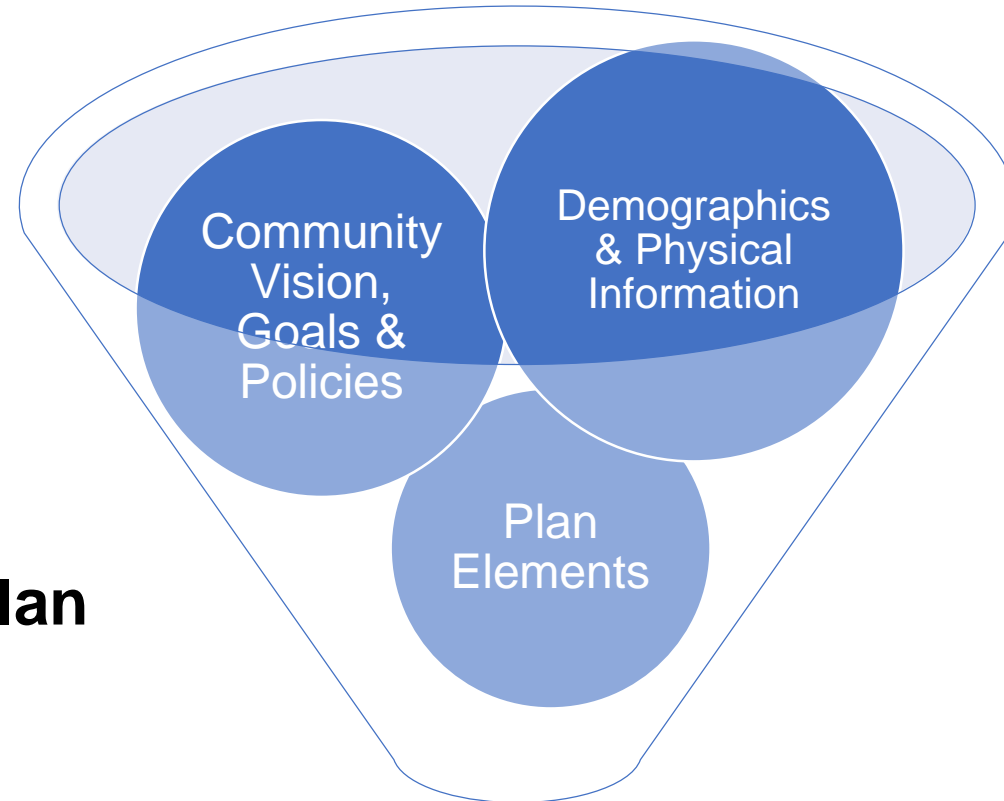 Community
Vision,
Goals &
Policies
Demographics
& Physical
Information
Plan
Elements
lan